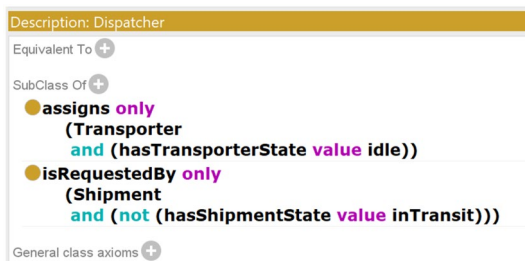 Description: Dispatcher
Equivalent To
SubClass Of
assigns only
(Transporter
and (hasTransporterState value idle))
isRequestedBy only
(Shipment
and (not (hasShipmentState value inTransit)))
General class axioms